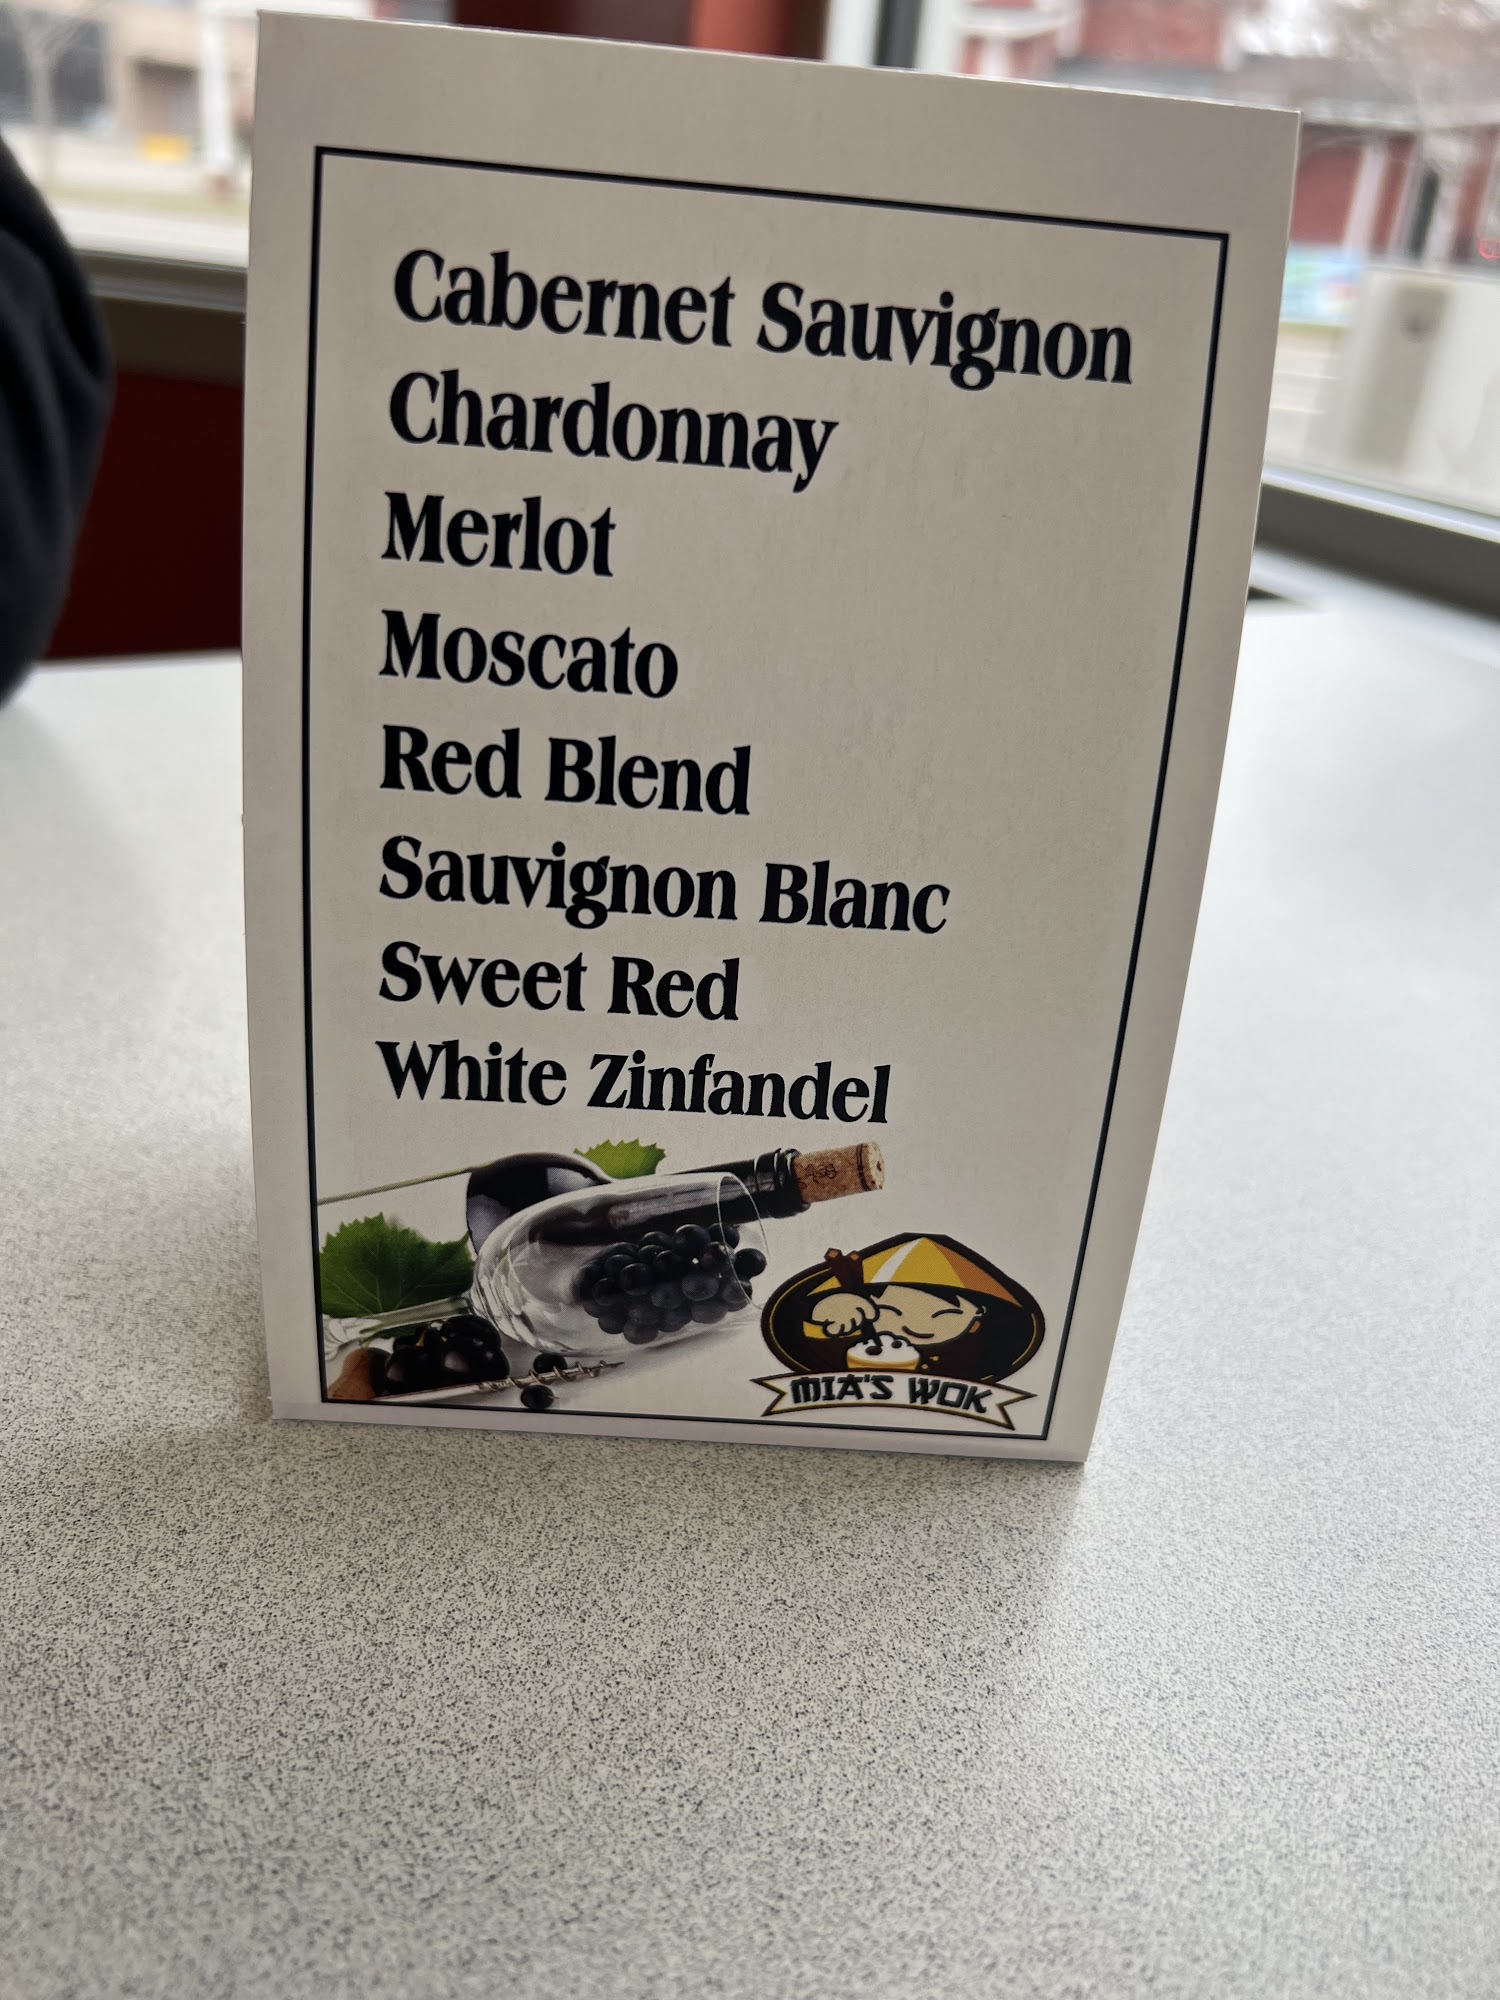 Cabernet Sauvignon
Chardonnay
Merlot
Moscato
Red Blend
Sauvignon Blanc
Sweet Red
White Zinfandel
MIA'S WOK